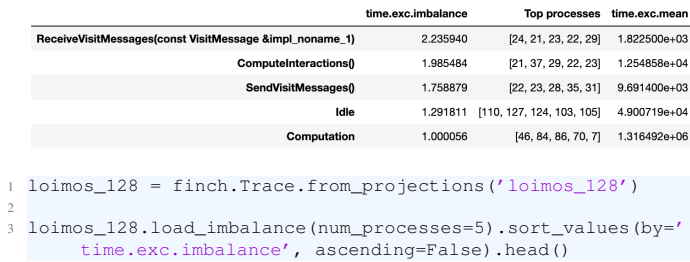 time.exc.imbalance Top processes time.exc.mean
ReceiveVisitMessages(const VisitMessage &impl_noname_1) 2.235940 [24, 21, 23, 22, 29] 1.822500e+03
ComputeInteractions() 1.985484 [21, 37, 29, 22, 23] 1.254858e+04
SendVisitMessages() 1.758879 [22, 23, 28, 35, 31] 9.691400e+03
Idle 1.291811 [110, 127, 124, 103, 105] 4.900719e+04
Computation 1.000056 [46, 84, 86, 70, 7] 1.316492e+06
1 loimos_128 = finch.Trace.from_projections('loimos_128')
2
3 loimos_128.load_imbalance(num_processes=5).sort_values(by='
time.exc.imbalance', ascending=False).head()